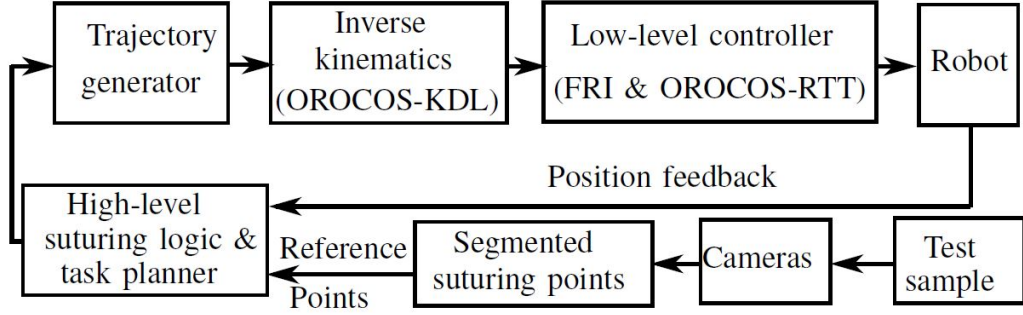 Trajectory
generator
Inverse
kinematics
(OROCOS-KDL)
Low-level controller
(FRI & OROCOS-RTT)
Robot
Position feedback
High-level
suturing logic &
task planner
Reference
Points
Segmented
suturing points
Cameras
Test
sample